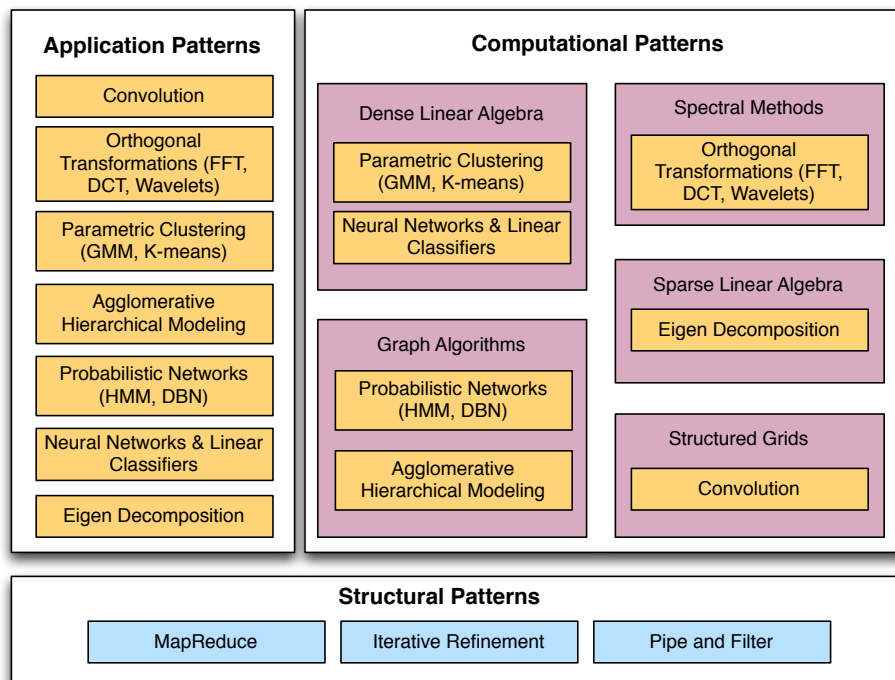 Application Patterns
Convolution
Orthogonal
Transformations (FFT,
DCT, Wavelets)
Parametric Clustering
(GMM, K-means)
Agglomerative
Hierarchical Modeling
Probabilistic Networks
(HMM, DBN)
Neural Networks & Linear
Classifiers
Eigen Decomposition
Computational Patterns
Dense Linear Algebra
Parametric Clustering
(GMM, K-means)
Neural Networks & Linear
Classifiers
Graph Algorithms
Probabilistic Networks
(HMM, DBN)
Agglomerative
Hierarchical Modeling
Spectral Methods
Orthogonal
Transformations (FFT,
DCT, Wavelets)
Sparse Linear Algebra
Eigen Decomposition
Structured Grids
Convolution
Structural Patterns
MapReduce
Iterative Refinement
Pipe and Filter